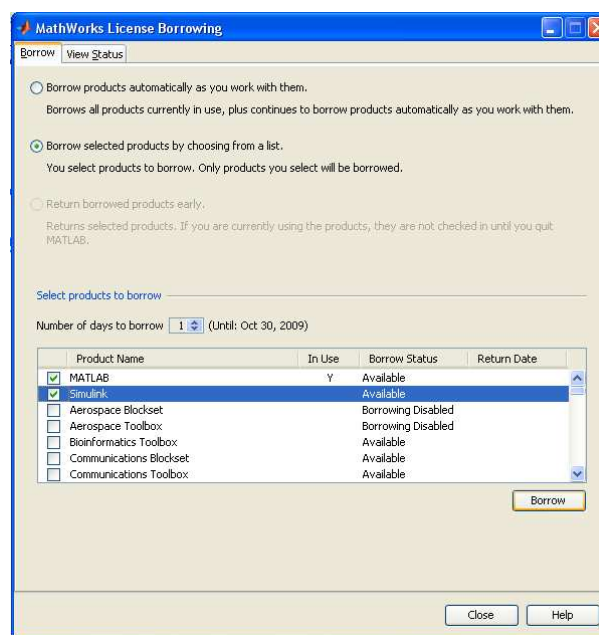 MathWorks License Borrowing
Borrow View Status
Borrow products automatically as you work with them.
Borrows all products currently in use, plus continues to borrow products automatically as you work with them.
Borrow selected products by choosing from a list.
You select products to borrow. Only products you select will be borrowed.
Return borrowed products early.
Returns selected products. If you are currently using the products, they are not checked in until you quit
MATLAB.
Select products to borrow
Number of days to borrow 1 (Until: Oct 30, 2009)
Product Name In Use Borrow Status Return Date
MATLAB Y Available
Simulink Available
Aerospace Blockset Borrowing Disabled
Aerospace Toolbox Borrowing Disabled
Bioinformatics Toolbox Available
Communications Blockset Available
Communications Toolbox Available
Borrow
Close Help